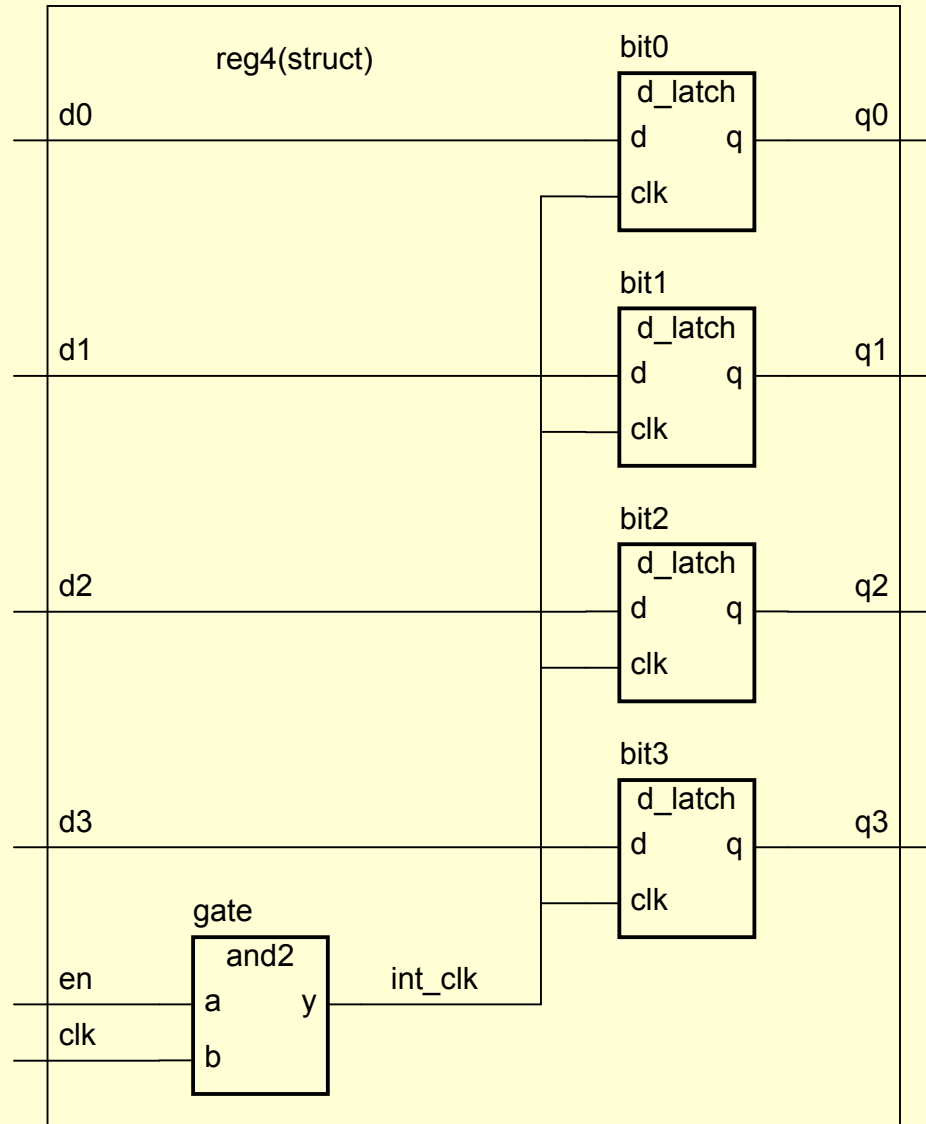 reg4(struct)
bit0
d_latch
d0
d q
q0
clk
bit1
d_latch
d1
d q
q1
clk
bit2
d_latch
d2
d q
q2
clk
bit3
d_latch
d3
d q
q3
clk
gate
and2
en
a y
int_clk
clk
b